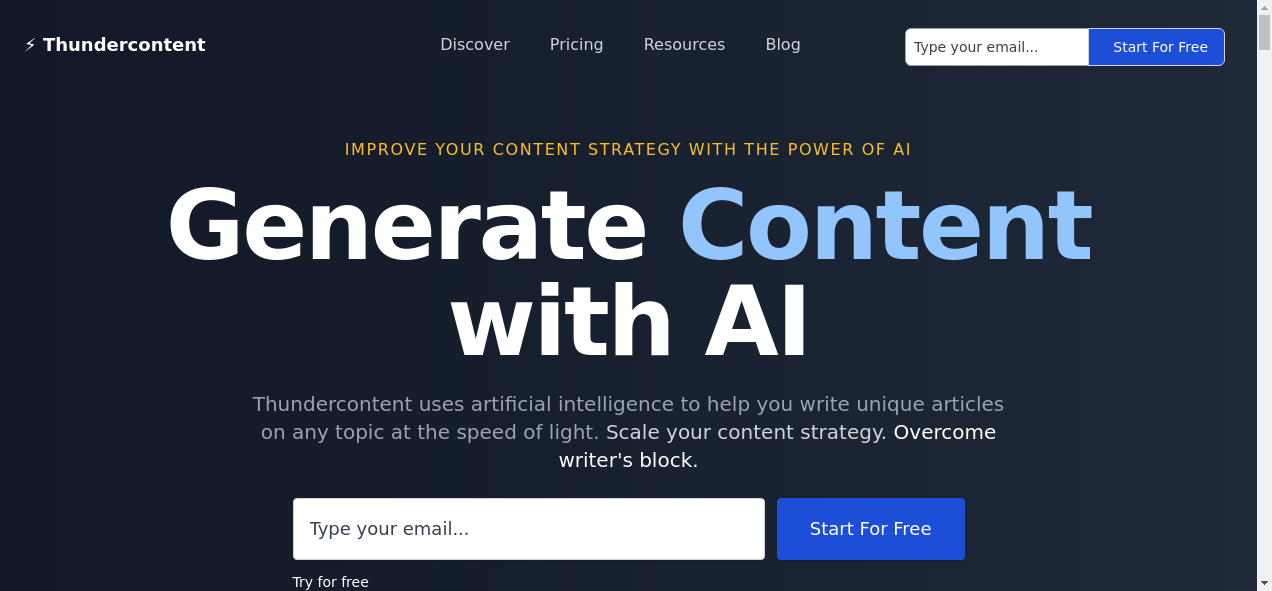 ⚡ Thundercontent
Discover
Pricing
Resources
Blog
Type your email...
Start For Free
IMPROVE YOUR CONTENT STRATEGY WITH THE POWER OF AI
Generate Content
with AI
Thundercontent uses artificial intelligence to help you write unique articles
on any topic at the speed of light. Scale your content strategy. Overcome
writer's block.
Type your email...
Start For Free
Try for free